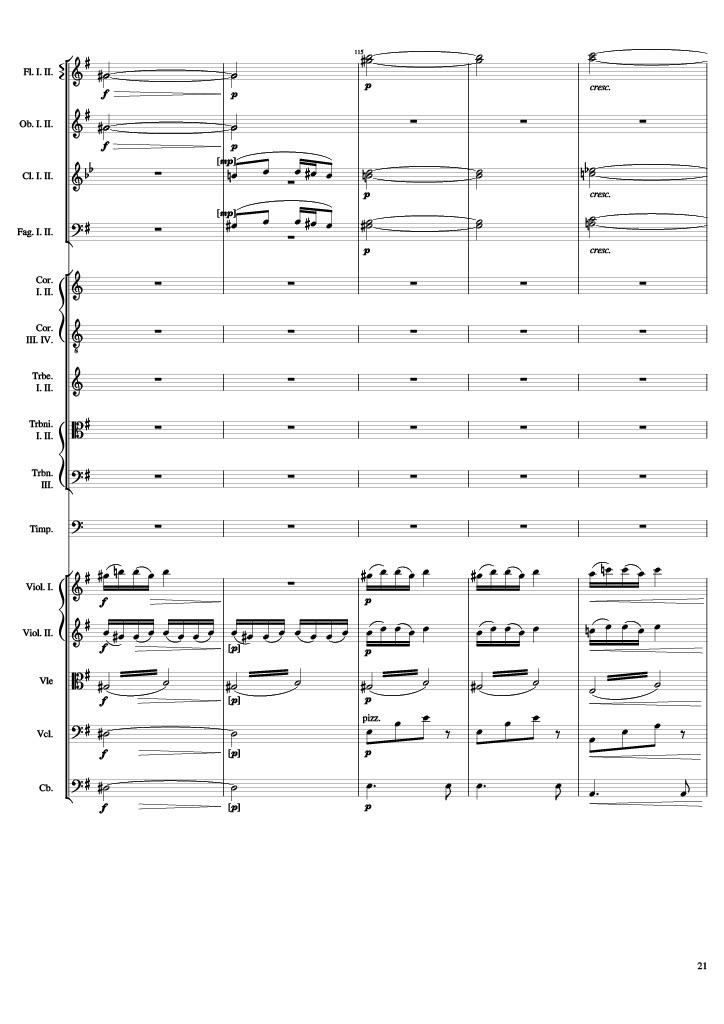 115
Fl. I. II.
f
p
p
cresc.
Ob. I. II.
f
p
[mp]
Cl. I. II.
p
cresc.
[mp]
Fag. I. II.
p
cresc.
Cor.
I. II.
Cor.
III. IV.
8
Trbe.
I. II.
Trbni.
I. II.
Trbn.
III.
Timp.
Viol. I.
f
p
Viol. II.
f
[p]
p
Vle
f
[p]
p
pizz.
Vcl.
f
[p]
p
Cb.
f
[p]
p
21